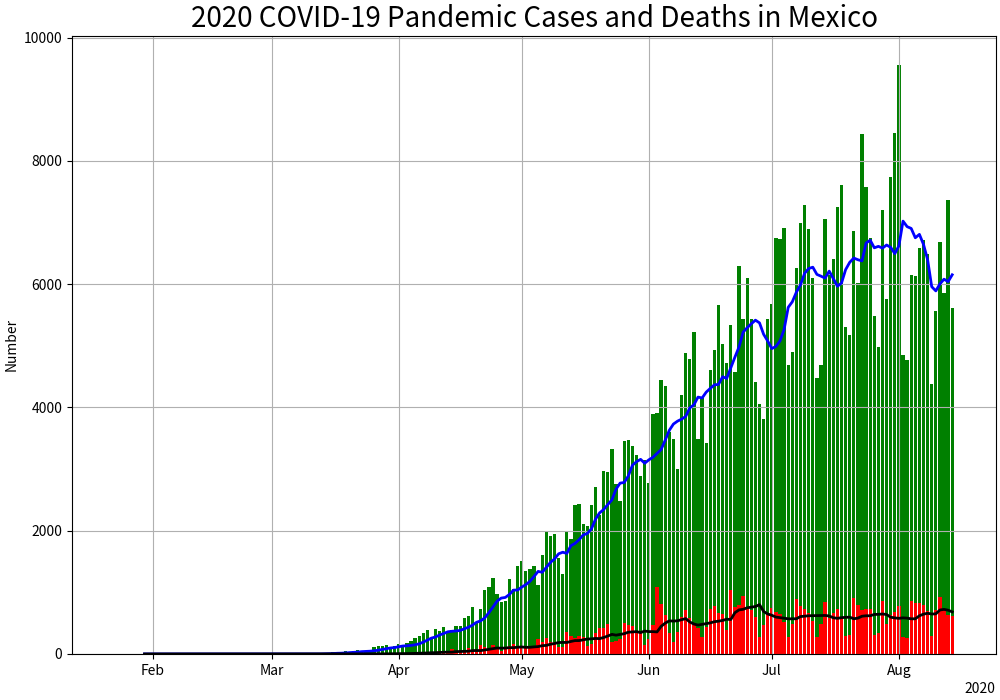 2020 COVID-19 Pandemic Cases and Deaths in Mexico
10000
8000
6000
4000
2000
0
Number
Feb
Mar
Apr
May
Jun
Jul
Aug
2020